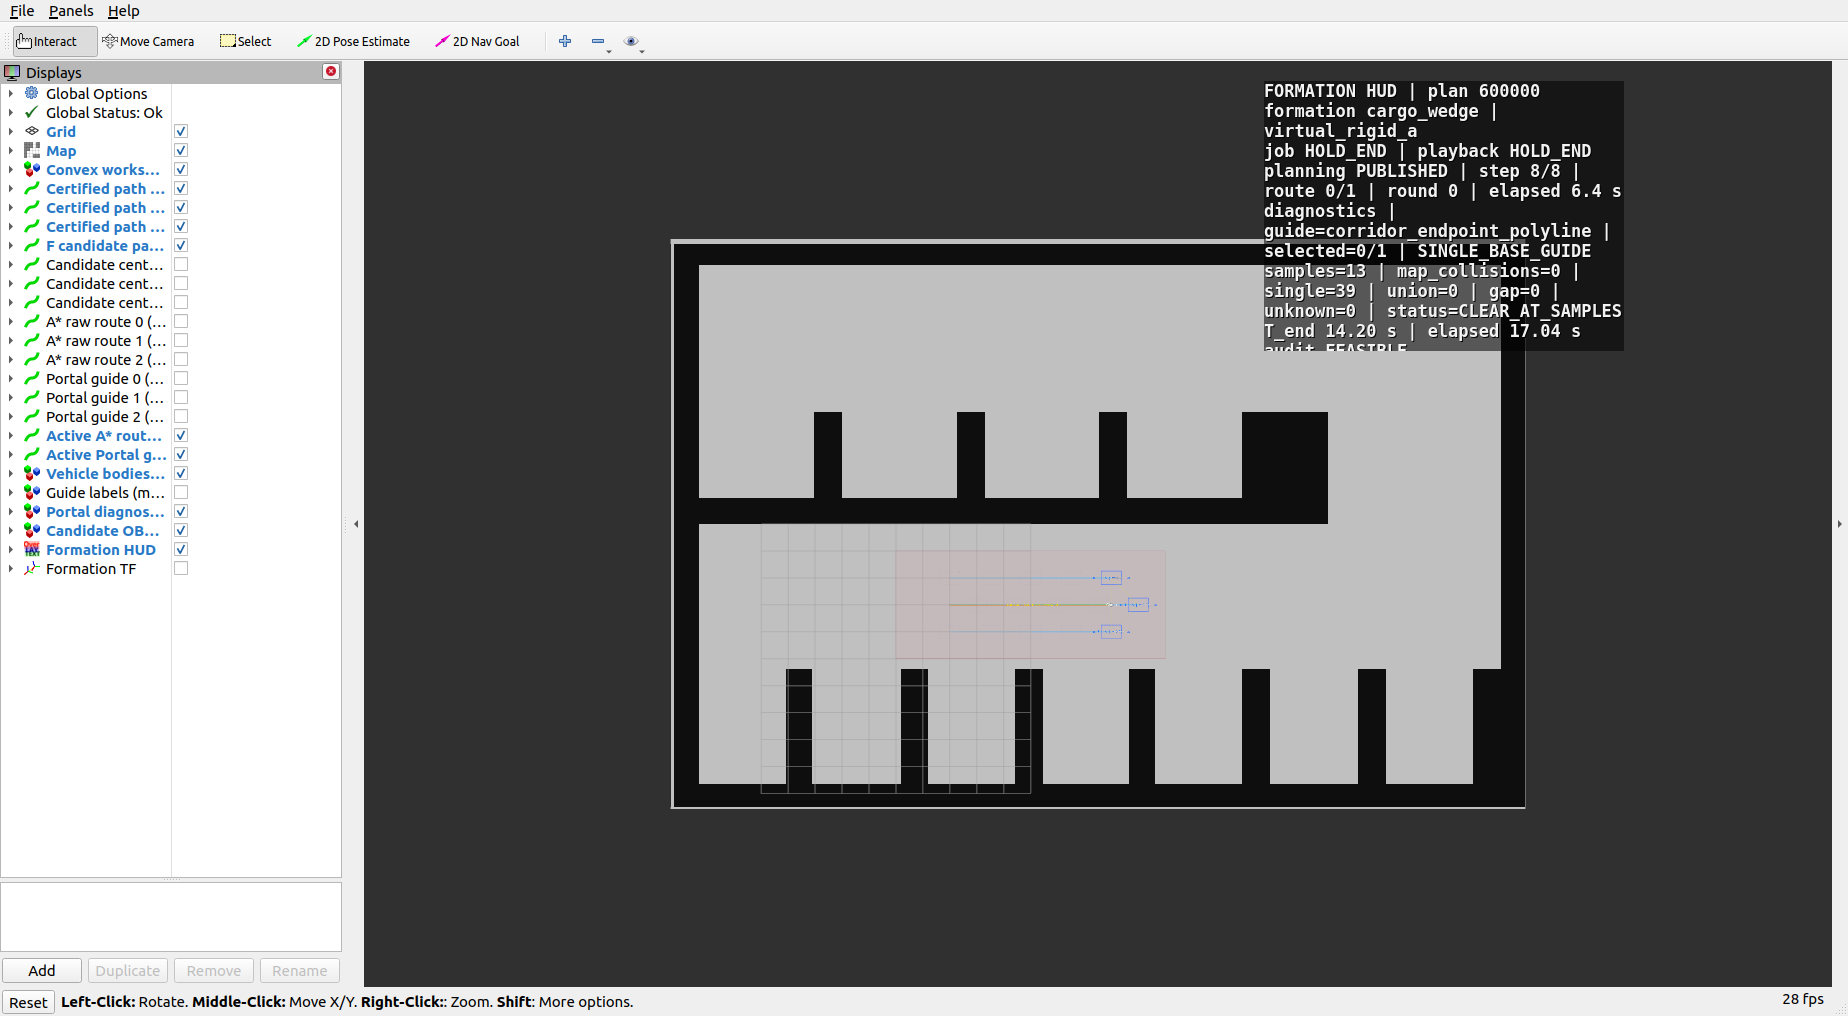 File Panels Help
Interact Move Camera Select 2D Pose Estimate 2D Nav Goal
Displays
Global Options
Global Status: Ok
Grid
Map
Convex works...
Certified path ...
Certified path ...
Certified path ...
F candidate pa...
Candidate cent...
Candidate cent...
Candidate cent...
A* raw route 0 (...
A* raw route 1 (...
A* raw route 2 (...
Portal guide 0 (...
Portal guide 1 (...
Portal guide 2 (...
Active A* rout...
Active Portal g...
Vehicle bodies...
Guide labels (m...
Portal diagnos...
Candidate OB...
Formation HUD
Formation TF
FORMATION HUD | plan 600000
formation cargo_wedge |
virtual_rigid_a
job HOLD_END | playback HOLD_END
planning PUBLISHED | step 8/8 |
route 0/1 | round 0 | elapsed 6.4 s
diagnostics |
guide=corridor_endpoint_polyline |
selected=0/1 | SINGLE_BASE_GUIDE
samples=13 | map_collisions=0 |
single=39 | union=0 | gap=0 |
unknown=0 | status=CLEAR_AT_SAMPLES
T_end 14.20 s | elapsed 17.04 s
audit FEASIBLE
Add Duplicate Remove Rename
Reset Left-Click: Rotate. Middle-Click: Move X/Y. Right-Click:: Zoom. Shift: More options.
28 fps